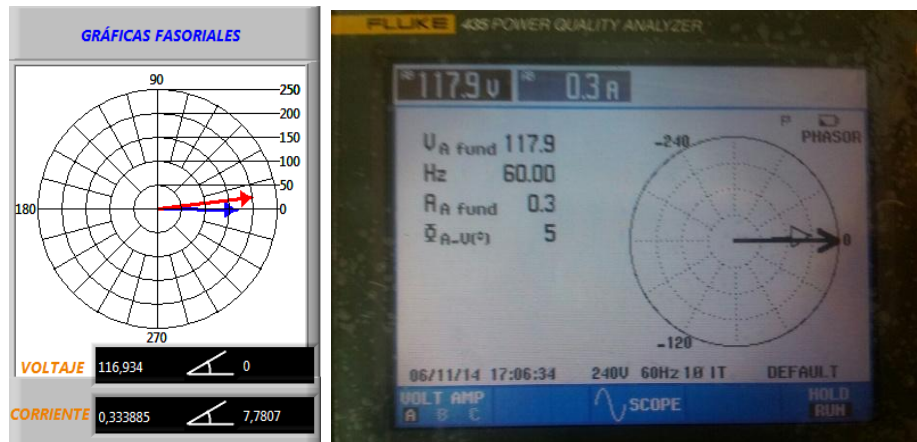 GRÁFICAS FASORIALES
90
250
200
150
100
50
0
180
270
VOLTAJE 116,934 0
CORRIENTE 0,333885 7,7807
FLUKE 435 POWER QUALITY ANALYZER
117.9 V 0.3 A
P
PHASOR
VA fund 117.9
Hz 60.00
AA fund 0.3
ΦA-V(°) 5
-240
0
-120
06/11/14 17:06:34 240V 60Hz 1Ø IT DEFAULT
VOLT AMP
A B C
SCOPE
HOLD
RUN